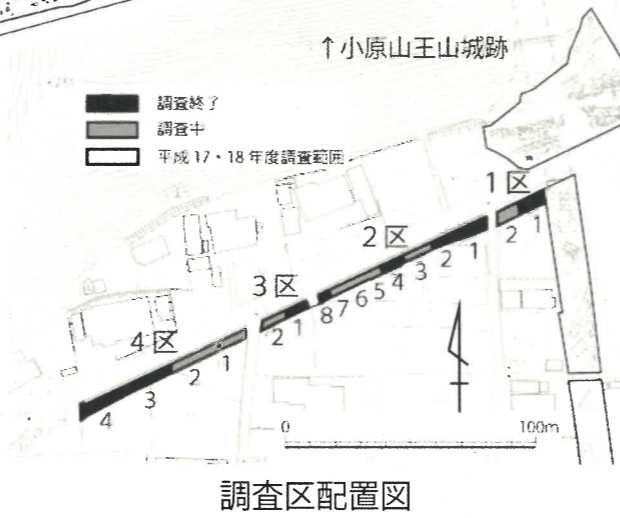 ↑小原山王山城跡
調査終了
調査中
平成17・18年度調査範囲
1区
2 1
2区
8 7 6 5 4 3 2 1
3区
2 1
4区
4 3 2 1
0 100m
調査区配置図